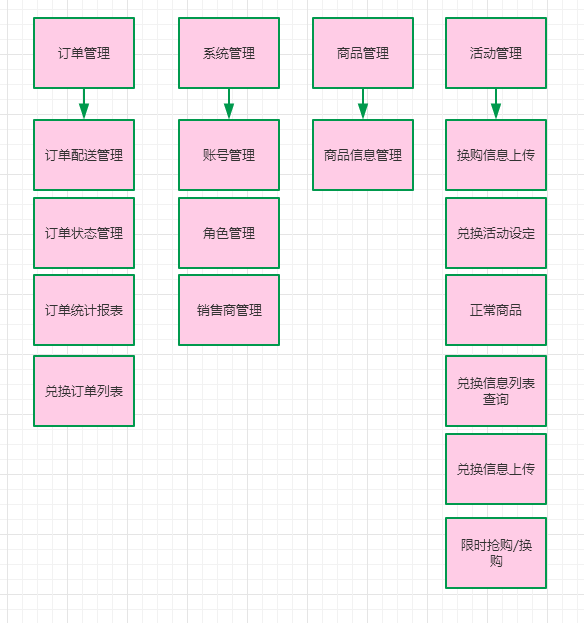 订单管理
系统管理
商品管理
活动管理
订单配送管理
账号管理
商品信息管理
换购信息上传
订单状态管理
角色管理
兑换活动设定
订单统计报表
销售商管理
正常商品
兑换订单列表
兑换信息列表
查询
兑换信息上传
限时抢购/换
购